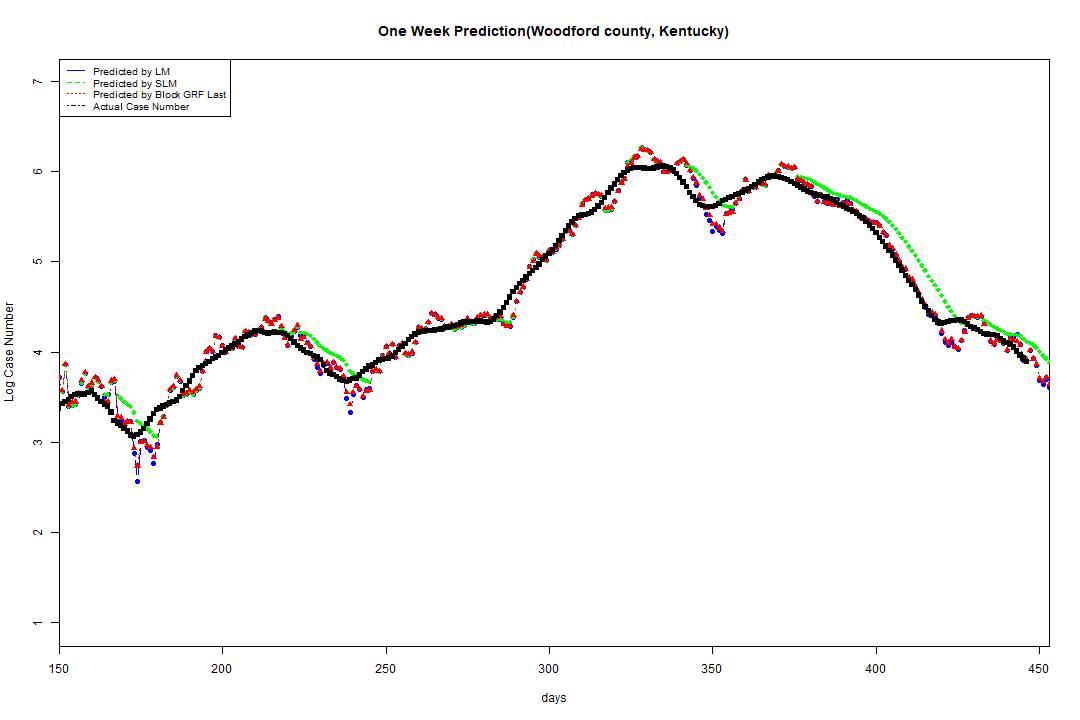 One Week Prediction(Woodford county, Kentucky)
Predicted by LM
Predicted by SLM
Predicted by Block GRF Last
Actual Case Number
7
6
5
4
3
2
1
Log Case Number
150 200 250 300 350 400 450
days